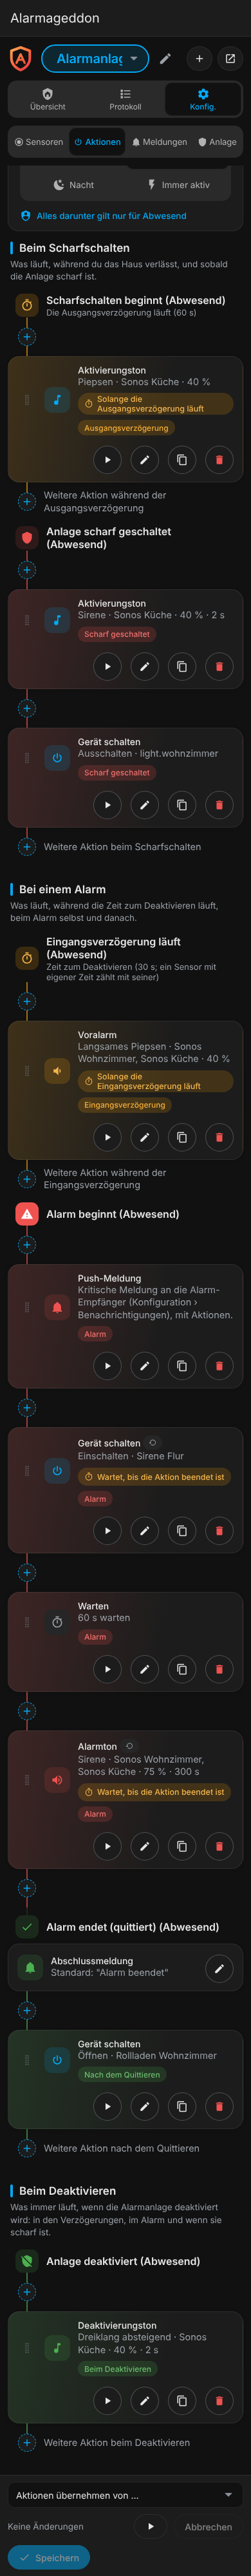 Alarmageddon
Alarmanlag
Übersicht
Protokoll
Konfig.
Sensoren
Aktionen
Meldungen
Anlage
Nacht
Immer aktiv
Alles darunter gilt nur für Abwesend
Beim Scharfschalten
Was läuft, während du das Haus verlässt, und sobald
die Anlage scharf ist.
Scharfschalten beginnt (Abwesend)
Die Ausgangsverzögerung läuft (60 s)
Aktivierungston
Piepsen · Sonos Küche · 40 %
Solange die
Ausgangsverzögerung läuft
Ausgangsverzögerung
Weitere Aktion während der
Ausgangsverzögerung
Anlage scharf geschaltet
(Abwesend)
Aktivierungston
Sirene · Sonos Küche · 40 % · 2 s
Scharf geschaltet
Gerät schalten
Ausschalten · light.wohnzimmer
Scharf geschaltet
Weitere Aktion beim Scharfschalten
Bei einem Alarm
Was läuft, während die Zeit zum Deaktivieren läuft,
beim Alarm selbst und danach.
Eingangsverzögerung läuft
(Abwesend)
Zeit zum Deaktivieren (30 s; ein Sensor mit
eigener Zeit zählt mit seiner)
Voralarm
Langsames Piepsen · Sonos
Wohnzimmer, Sonos Küche · 40 %
Solange die
Eingangsverzögerung läuft
Eingangsverzögerung
Weitere Aktion während der
Eingangsverzögerung
Alarm beginnt (Abwesend)
Push-Meldung
Kritische Meldung an die Alarm-
Empfänger (Konfiguration ›
Benachrichtigungen), mit Aktionen.
Alarm
Gerät schalten
Einschalten · Sirene Flur
Wartet, bis die Aktion beendet ist
Alarm
Warten
60 s warten
Alarm
Alarmton
Sirene · Sonos Wohnzimmer,
Sonos Küche · 75 % · 300 s
Wartet, bis die Aktion beendet ist
Alarm
Alarm endet (quittiert) (Abwesend)
Abschlussmeldung
Standard: "Alarm beendet"
Gerät schalten
Öffnen · Rollladen Wohnzimmer
Nach dem Quittieren
Weitere Aktion nach dem Quittieren
Beim Deaktivieren
Was immer läuft, wenn die Alarmanlage deaktiviert
wird: in den Verzögerungen, im Alarm und wenn sie
scharf ist.
Anlage deaktiviert (Abwesend)
Deaktivierungston
Dreiklang absteigend · Sonos
Küche · 40 % · 2 s
Beim Deaktivieren
Weitere Aktion beim Deaktivieren
Aktionen übernehmen von ...
Keine Änderungen
Abbrechen
Speichern